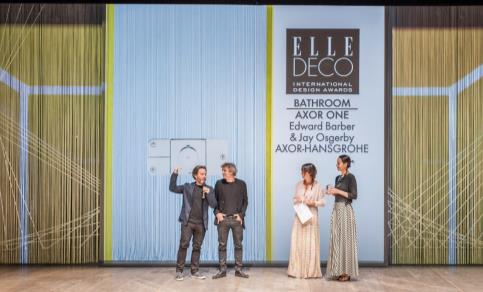 ELLE
DECO
INTERNATIONAL
DESIGN AWARDS
BATHROOM
AXOR ONE
Edward Barber
& Jay Osgerby
AXOR-HANSGROHE